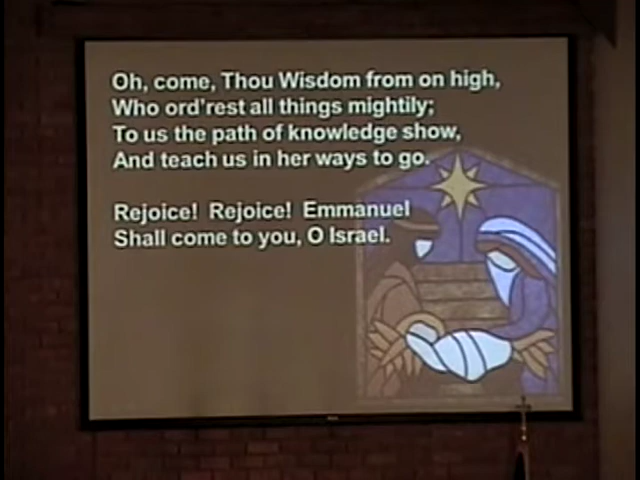 Oh, come, Thou Wisdom from on high,
Who ord'rest all things mightily;
To us the path of knowledge show,
And teach us in her ways to go.
Rejoice! Rejoice! Emmanuel
Shall come to you, O Israel.